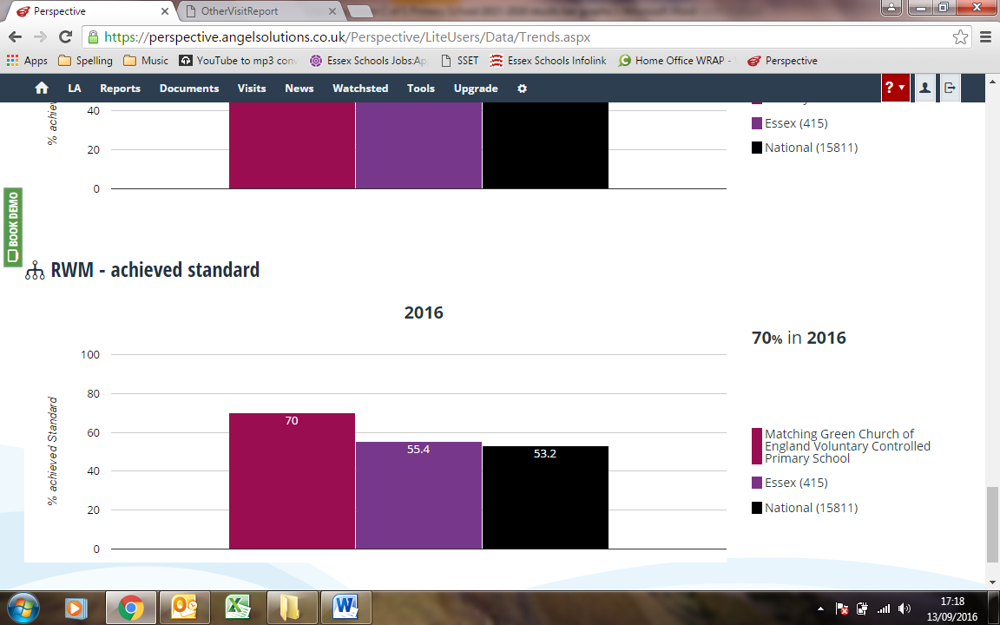 Perspective
OtherVisitReport
https://perspective.angelsolutions.co.uk/Perspective/LiteUsers/Data/Trends.aspx
Apps Spelling Music YouTube to mp3 con Essex Schools Jobs:Ap SSET Essex Schools Infolink Home Office WRAP - Perspective
LA Reports Documents Visits News Watchsted Tools Upgrade ?
% achiev
40
20
0
Essex (415)
National (15811)
BOOK DEMO
RWM - achieved standard
2016
70% in 2016
% achieved Standard
100
80
60
40
20
0
70
55.4
53.2
Matching Green Church of
England Voluntary Controlled
Primary School
Essex (415)
National (15811)
17:18
13/09/2016